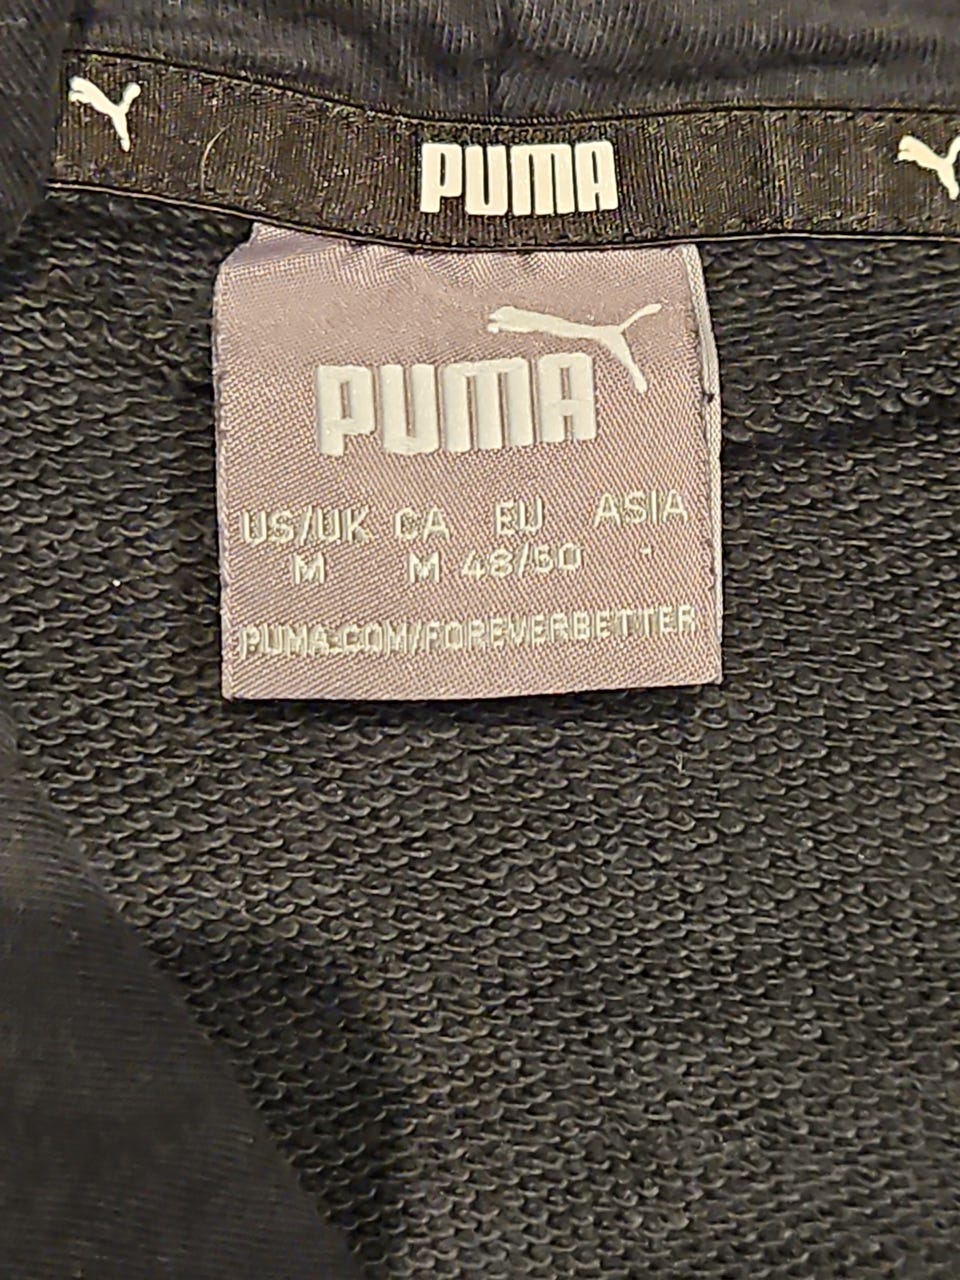 PUMA
PUMA
US/UK CA EU ASIA
M M 48/50 -
PUMA.COM/FOREVERBETTER